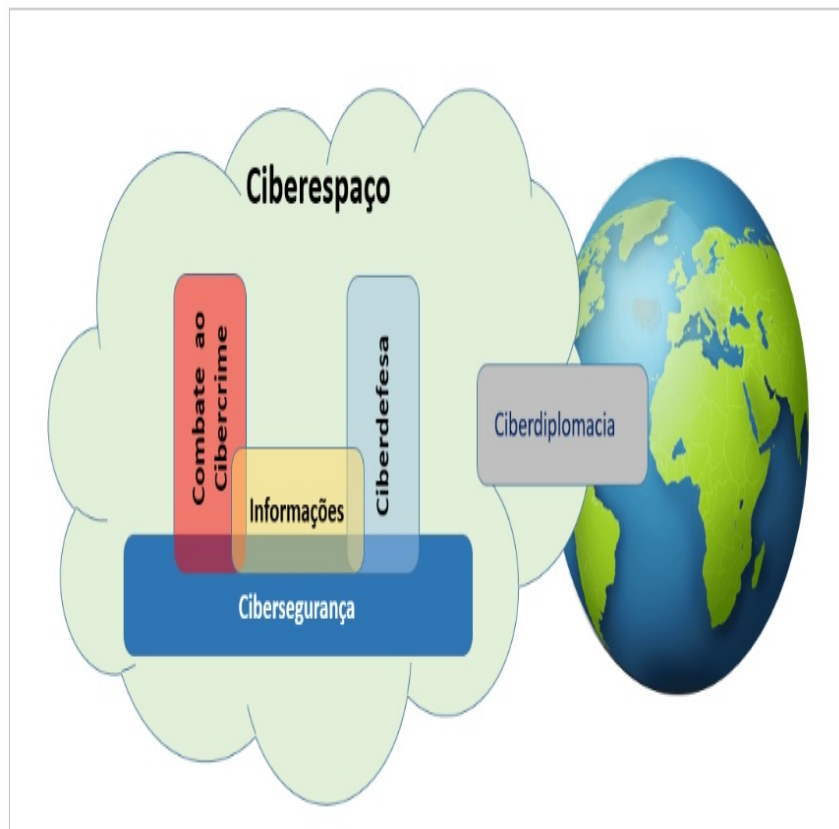 Ciberespaço
Combate ao
Cibercrime
Ciberdefesa
Informações
Cibersegurança
Ciberdiplomacia